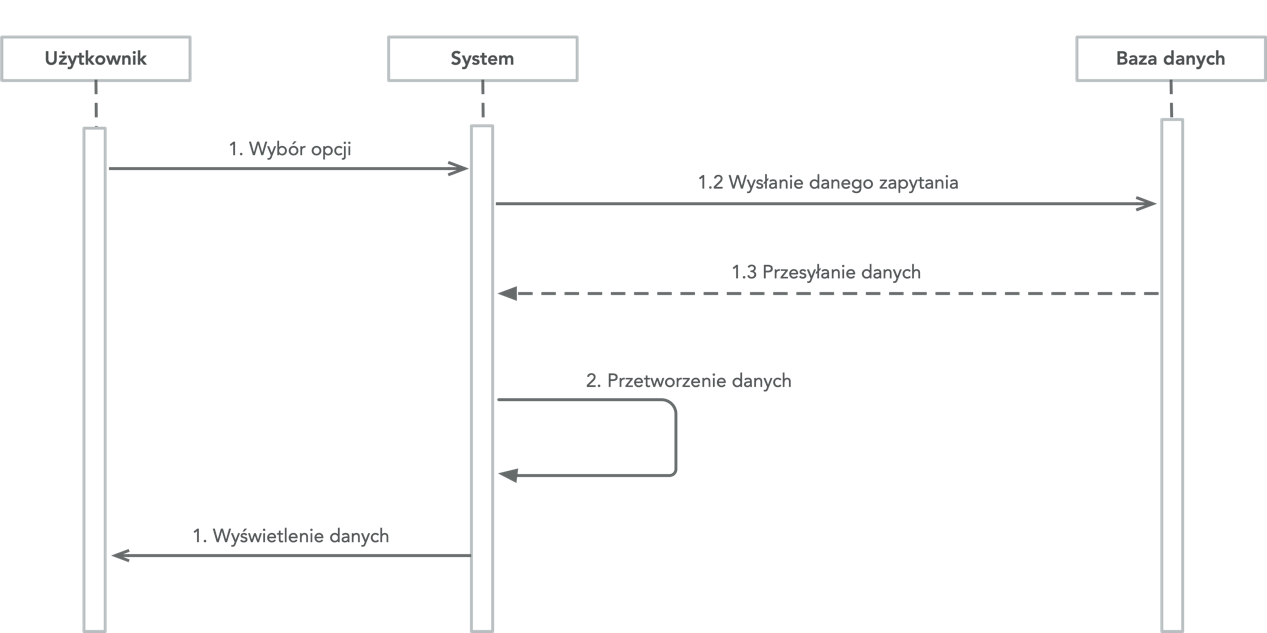 Użytkownik
System
Baza danych
1. Wybór opcji
1.2 Wysłanie danego zapytania
1.3 Przesyłanie danych
2. Przetworzenie danych
1. Wyświetlenie danych